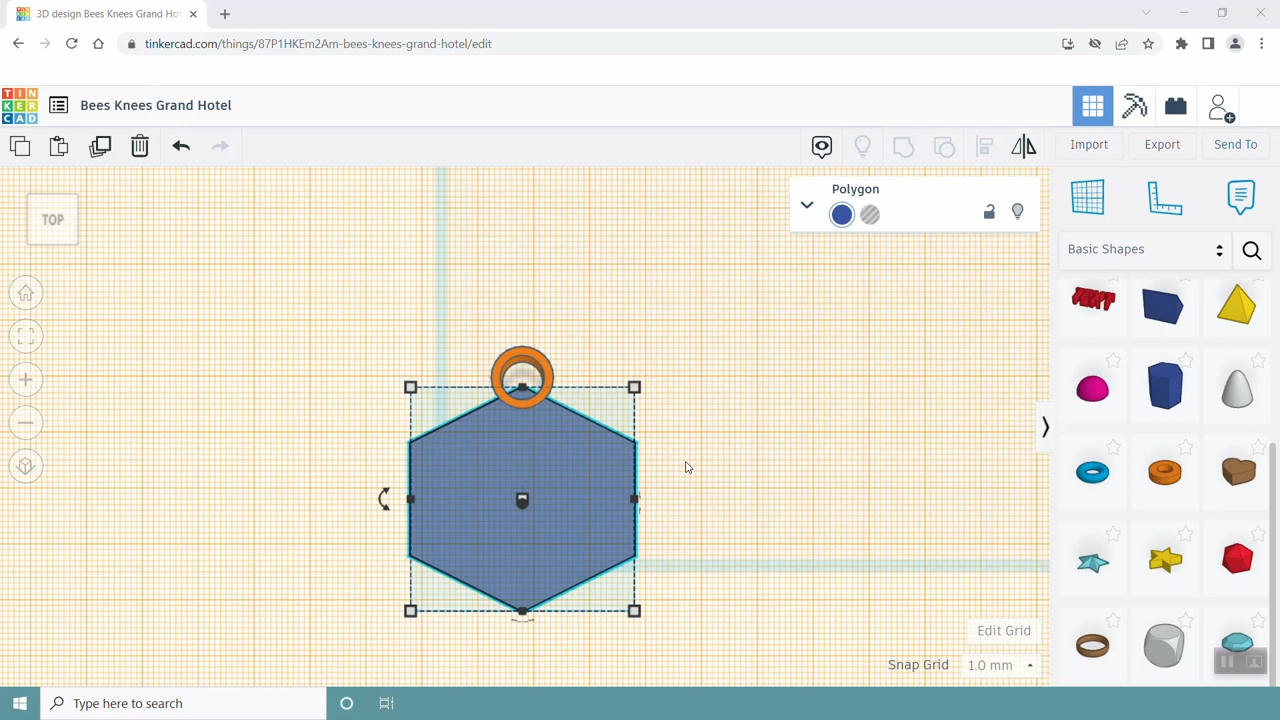 3D design Bees Knees Grand Ho
tinkercad.com/things/87P1HKEm2Am-bees-knees-grand-hotel/edit
TIN
KER
CAD
Bees Knees Grand Hotel
Import
Export
Send To
TOP
Polygon
Basic Shapes
TEXT
Edit Grid
Snap Grid
1.0 mm
Type here to search